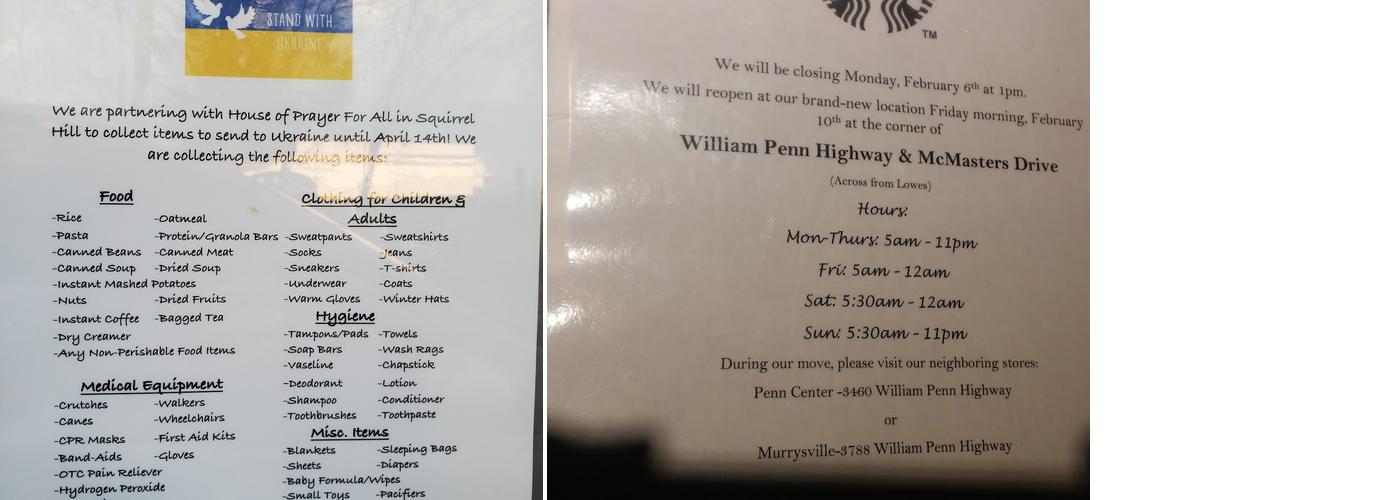 STAND WITH
UKRAINE
We are partnering with House of Prayer For All in Squirrel
Hill to collect items to send to Ukraine until April 14th! We
are collecting the following items:
Food
-Rice -Oatmeal
-Pasta -Protein/Granola Bars
-Canned Beans -Canned Meat
-Canned Soup -Dried Soup
-Instant Mashed Potatoes
-Nuts -Dried Fruits
-Instant Coffee -Bagged Tea
-Dry Creamer
-Any Non-Perishable Food Items
Medical Equipment
-Crutches -Walkers
-Canes -Wheelchairs
-CPR Masks -First Aid Kits
-Band-Aids -Gloves
-OTC Pain Reliever
-Hydrogen Peroxide
Clothing for Children &
Adults
-Sweatpants -Sweatshirts
-Socks -Jeans
-Sneakers -T-shirts
-Underwear -Coats
-Warm Gloves -Winter Hats
Hygiene
-Tampons/Pads -Towels
-Soap Bars -Wash Rags
-Vaseline -Chapstick
-Deodorant -Lotion
-Shampoo -Conditioner
-Toothbrushes -Toothpaste
Misc. Items
-Blankets -Sleeping Bags
-Sheets -Diapers
-Baby Formula/Wipes
-Small Toys -Pacifiers
TM
We will be closing Monday, February 6th at 1pm.
We will reopen at our brand-new location Friday morning, February
10th at the corner of
William Penn Highway & McMasters Drive
(Across from Lowes)
Hours:
Mon-Thurs: 5am - 11pm
Fri: 5am - 12am
Sat: 5:30am - 12am
Sun: 5:30am - 11pm
During our move, please visit our neighboring stores:
Penn Center -3460 William Penn Highway
or
Murrysville-3788 William Penn Highway